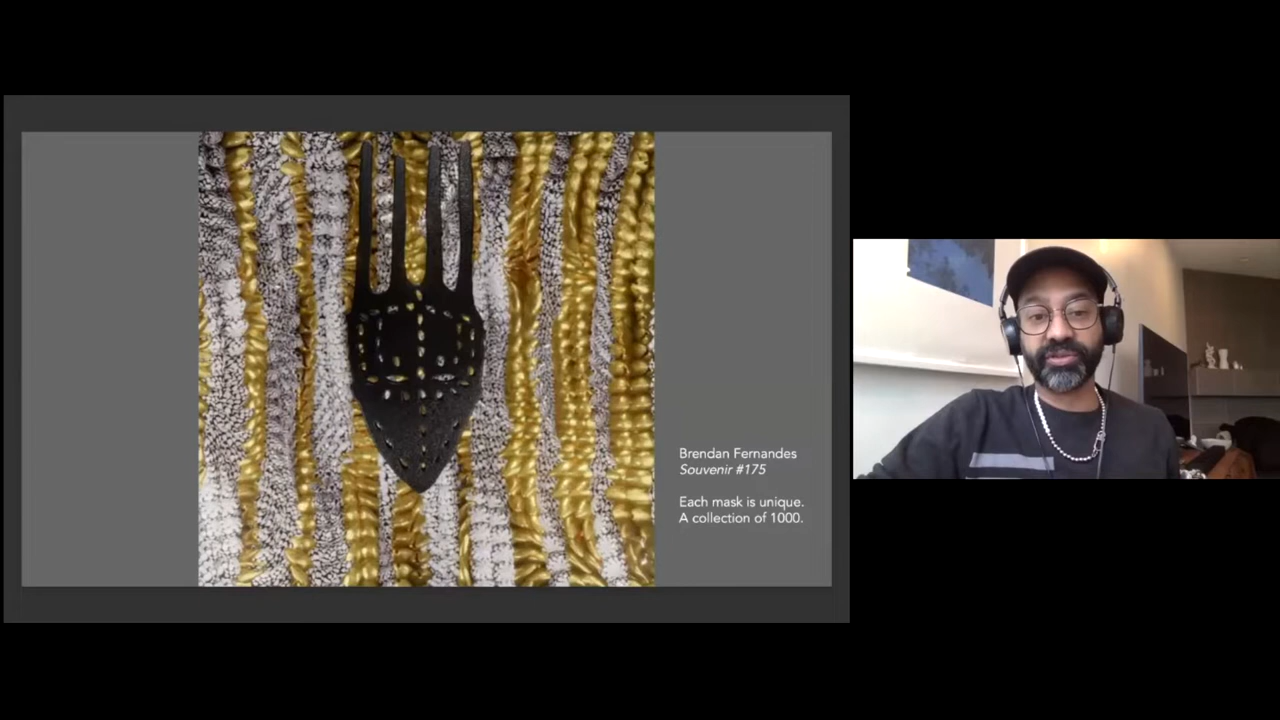 Brendan Fernandes
Souvenir #175
Each mask is unique.
A collection of 1000.